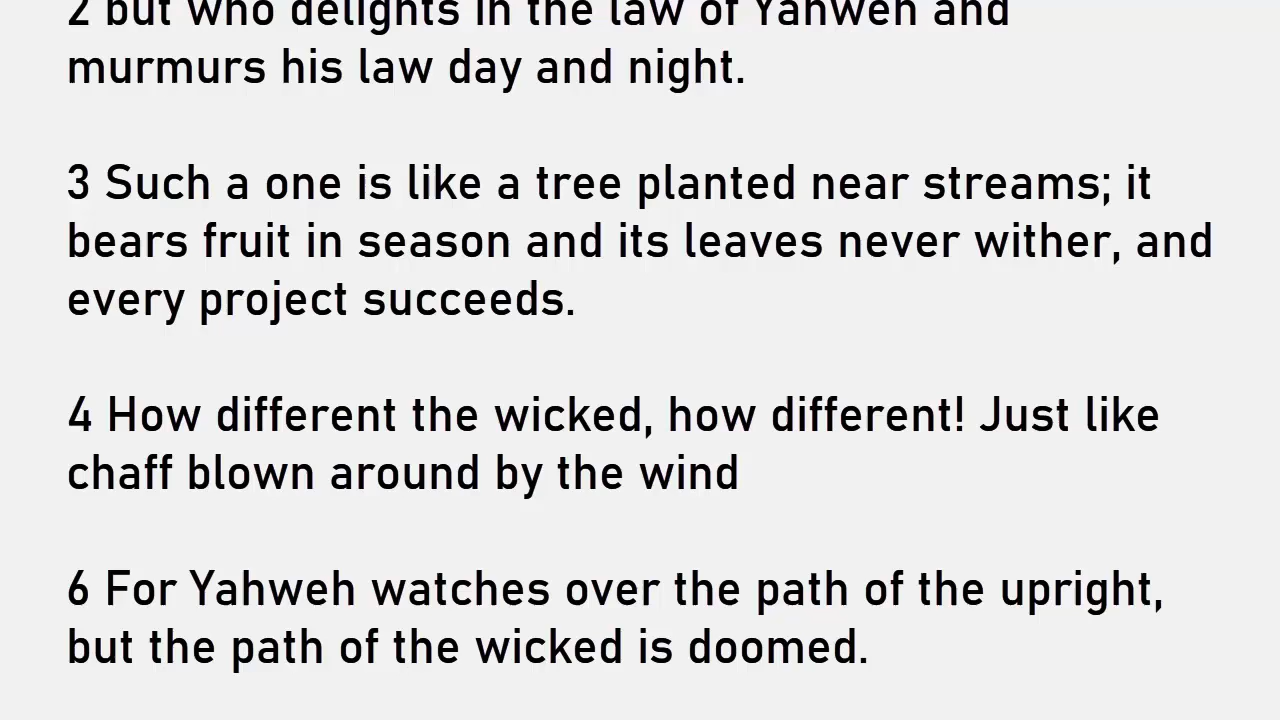 2 but who delights in the law of Yahweh and
murmurs his law day and night.
3 Such a one is like a tree planted near streams; it
bears fruit in season and its leaves never wither, and
every project succeeds.
4 How different the wicked, how different! Just like
chaff blown around by the wind
6 For Yahweh watches over the path of the upright,
but the path of the wicked is doomed.